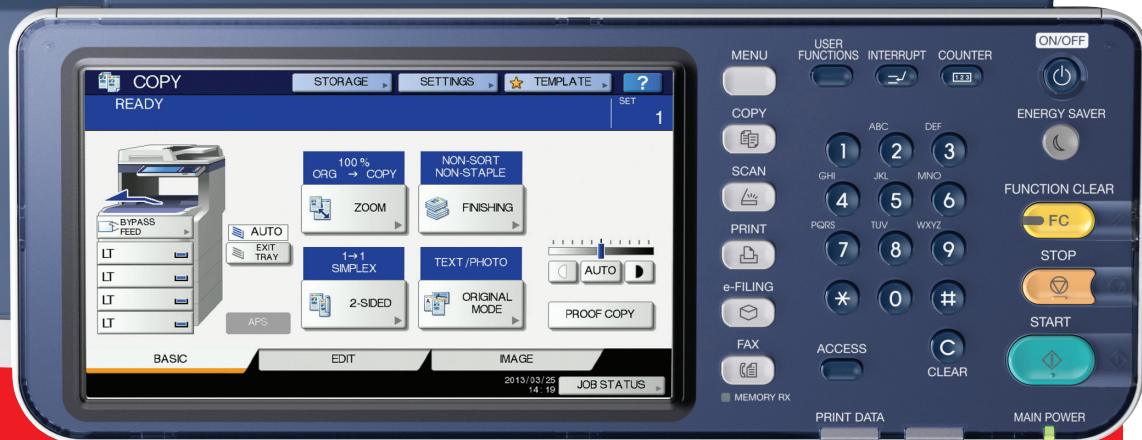 COPY
STORAGE
SETTINGS
TEMPLATE
?
READY
SET
1
100 %
ORG → COPY
ZOOM
NON-SORT
NON-STAPLE
FINISHING
BYPASS
FEED
LT
LT
LT
LT
AUTO
EXIT
TRAY
APS
1→1
SIMPLEX
2-SIDED
TEXT/PHOTO
ORIGINAL
MODE
AUTO
PROOF COPY
BASIC
EDIT
IMAGE
2013/03/25
14:19
JOB STATUS
MENU
COPY
SCAN
PRINT
e-FILING
FAX
MEMORY RX
USER
FUNCTIONS
INTERRUPT
COUNTER
123
ABC
DEF
1
2
3
GHI
JKL
MNO
4
5
6
PQRS
TUV
WXYZ
7
8
9
*
0
#
ACCESS
C
CLEAR
PRINT DATA
ON/OFF
ENERGY SAVER
FUNCTION CLEAR
FC
STOP
START
MAIN POWER